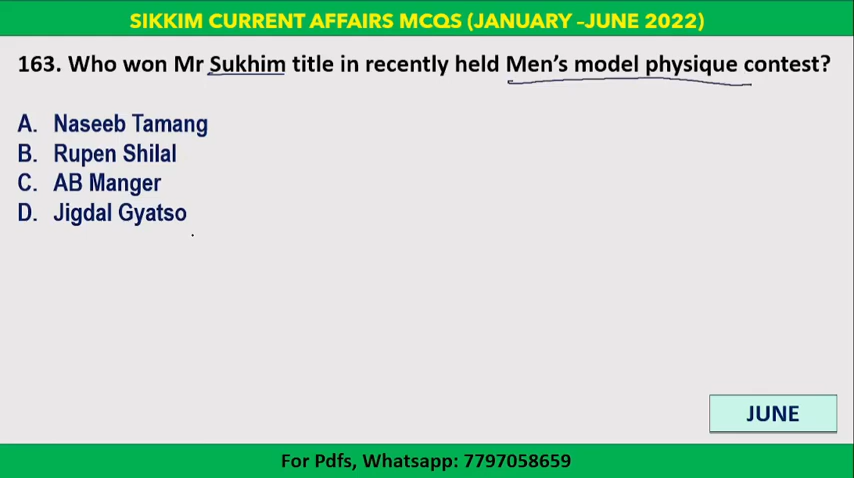 SIKKIM CURRENT AFFAIRS MCQS (JANUARY –JUNE 2022)
163. Who won Mr Sukhim title in recently held Men's model physique contest?
A. Naseeb Tamang
B. Rupen Shilal
C. AB Manger
D. Jigdal Gyatso
JUNE
For Pdfs, Whatsapp: 7797058659